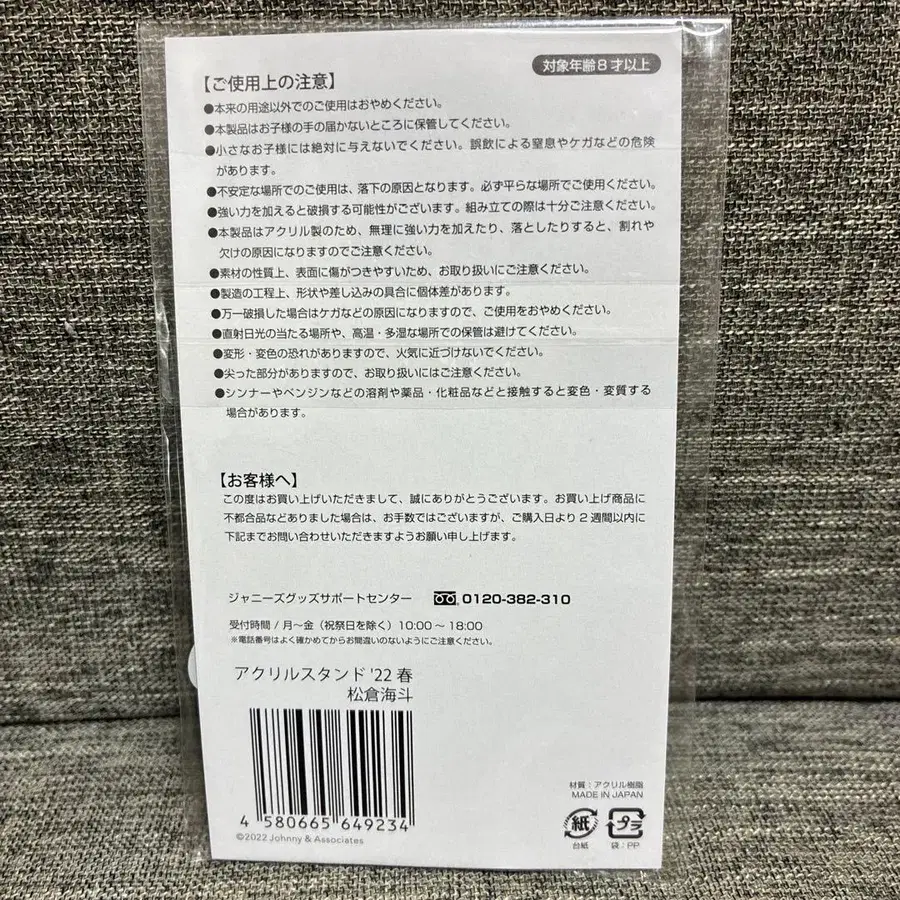 対象年齢8才以上
【ご使用上の注意】
●本来の用途以外でのご使用はおやめください。
●本製品はお子様の手の届かないところに保管してください。
●小さなお子様には絶対に与えないでください。誤飲による窒息やケガなどの危険
があります。
●不安定な場所でのご使用は、落下の原因となります。必ず平らな場所でご使用ください。
●強い力を加えると破損する可能性がございます。組み立ての際は十分ご注意ください。
●本製品はアクリル製のため、無理に強い力を加えたり、落としたりすると、割れや
欠けの原因になりますのでご注意ください。
●素材の性質上、表面に傷がつきやすいため、お取り扱いにご注意ください。
●製造の工程上、形状や差し込みの具合に個体差があります。
●万一破損した場合はケガなどの原因になりますので、ご使用をおやめください。
●直射日光の当たる場所や、高温・多湿な場所での保管は避けてください。
●変形・変色の恐れがありますので、火気に近づけないでください。
●尖った部分がありますので、お取り扱いにはご注意ください。
●シンナーやベンジンなどの溶剤や薬品・化粧品などと接触すると変色・変質する
場合があります。
【お客様へ】
この度はお買い上げいただきまして、誠にありがとうございます。お買い上げ商品に
不都合品などありました場合は、お手数ではございますが、ご購入日より2週間以内に
下記までお問い合わせいただきますようお願い申し上げます。
ジャニーズグッズサポートセンター 0120-382-310
受付時間 / 月〜金（祝祭日を除く）10:00〜18:00
※電話番号はよく確かめてからお間違いのないようにご注意ください。
アクリルスタンド '22 春
松倉海斗
4 580665 649234
©2022 Johnny & Associates
材質：アクリル樹脂
MADE IN JAPAN
紙 プラ
台紙 袋：PP